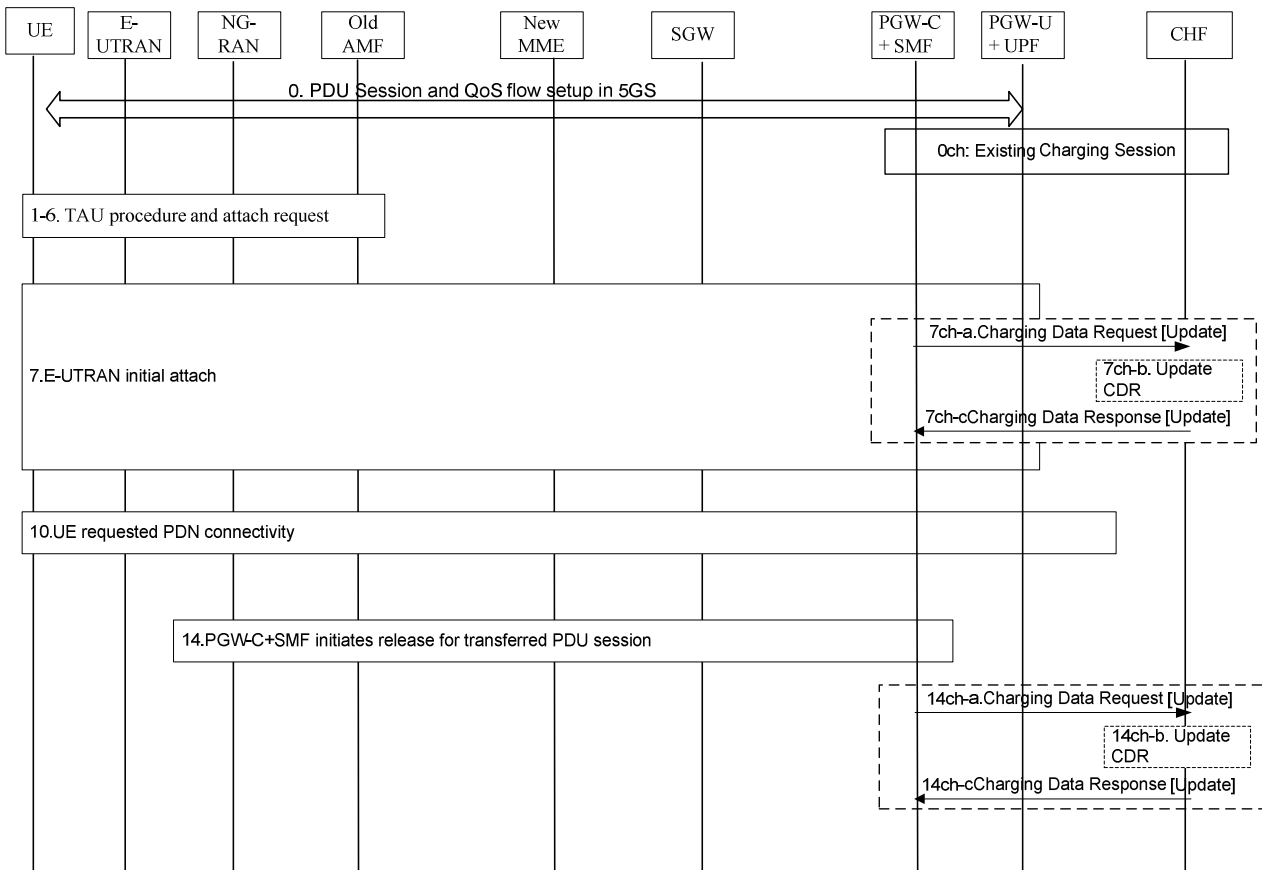 UE
E-
UTRAN
NG-
RAN
Old
AMF
New
MME
SGW
PGW-C
+ SMF
PGW-U
+ UPF
CHF
0. PDU Session and QoS flow setup in 5GS
0ch: Existing Charging Session
1-6. TAU procedure and attach request
7ch-a.Charging Data Request [Update]
7.E-UTRAN initial attach
7ch-b. Update
CDR
7ch-cCharging Data Response [Update]
10.UE requested PDN connectivity
14.PGW-C+SMF initiates release for transferred PDU session
14ch-a.Charging Data Request [Update]
14ch-b. Update
CDR
14ch-cCharging Data Response [Update]